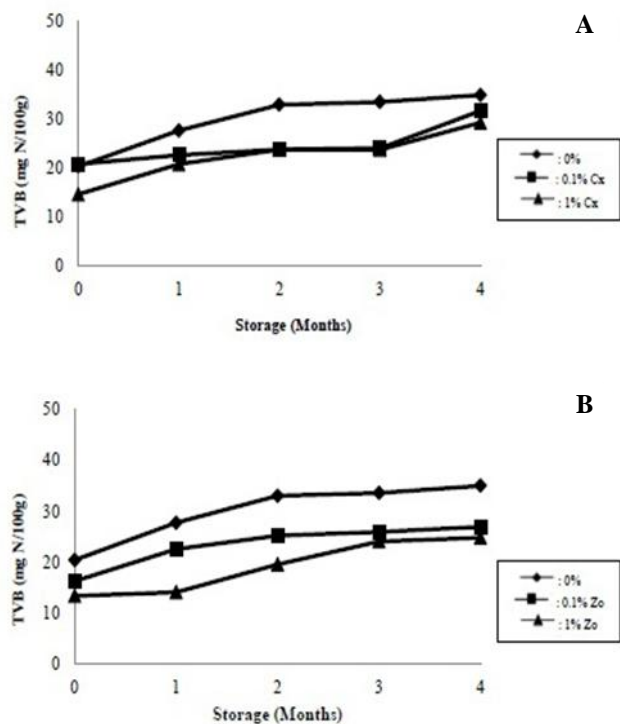 A
50
40
30
20
10
0
TVB (mg N/100g)
0 1 2 3 4
Storage (Months)
: 0%
: 0.1% Cx
: 1% Cx
B
50
40
30
20
10
0
TVB (mg N/100g)
0 1 2 3 4
Storage (Months)
: 0%
: 0.1% Zo
: 1% Zo